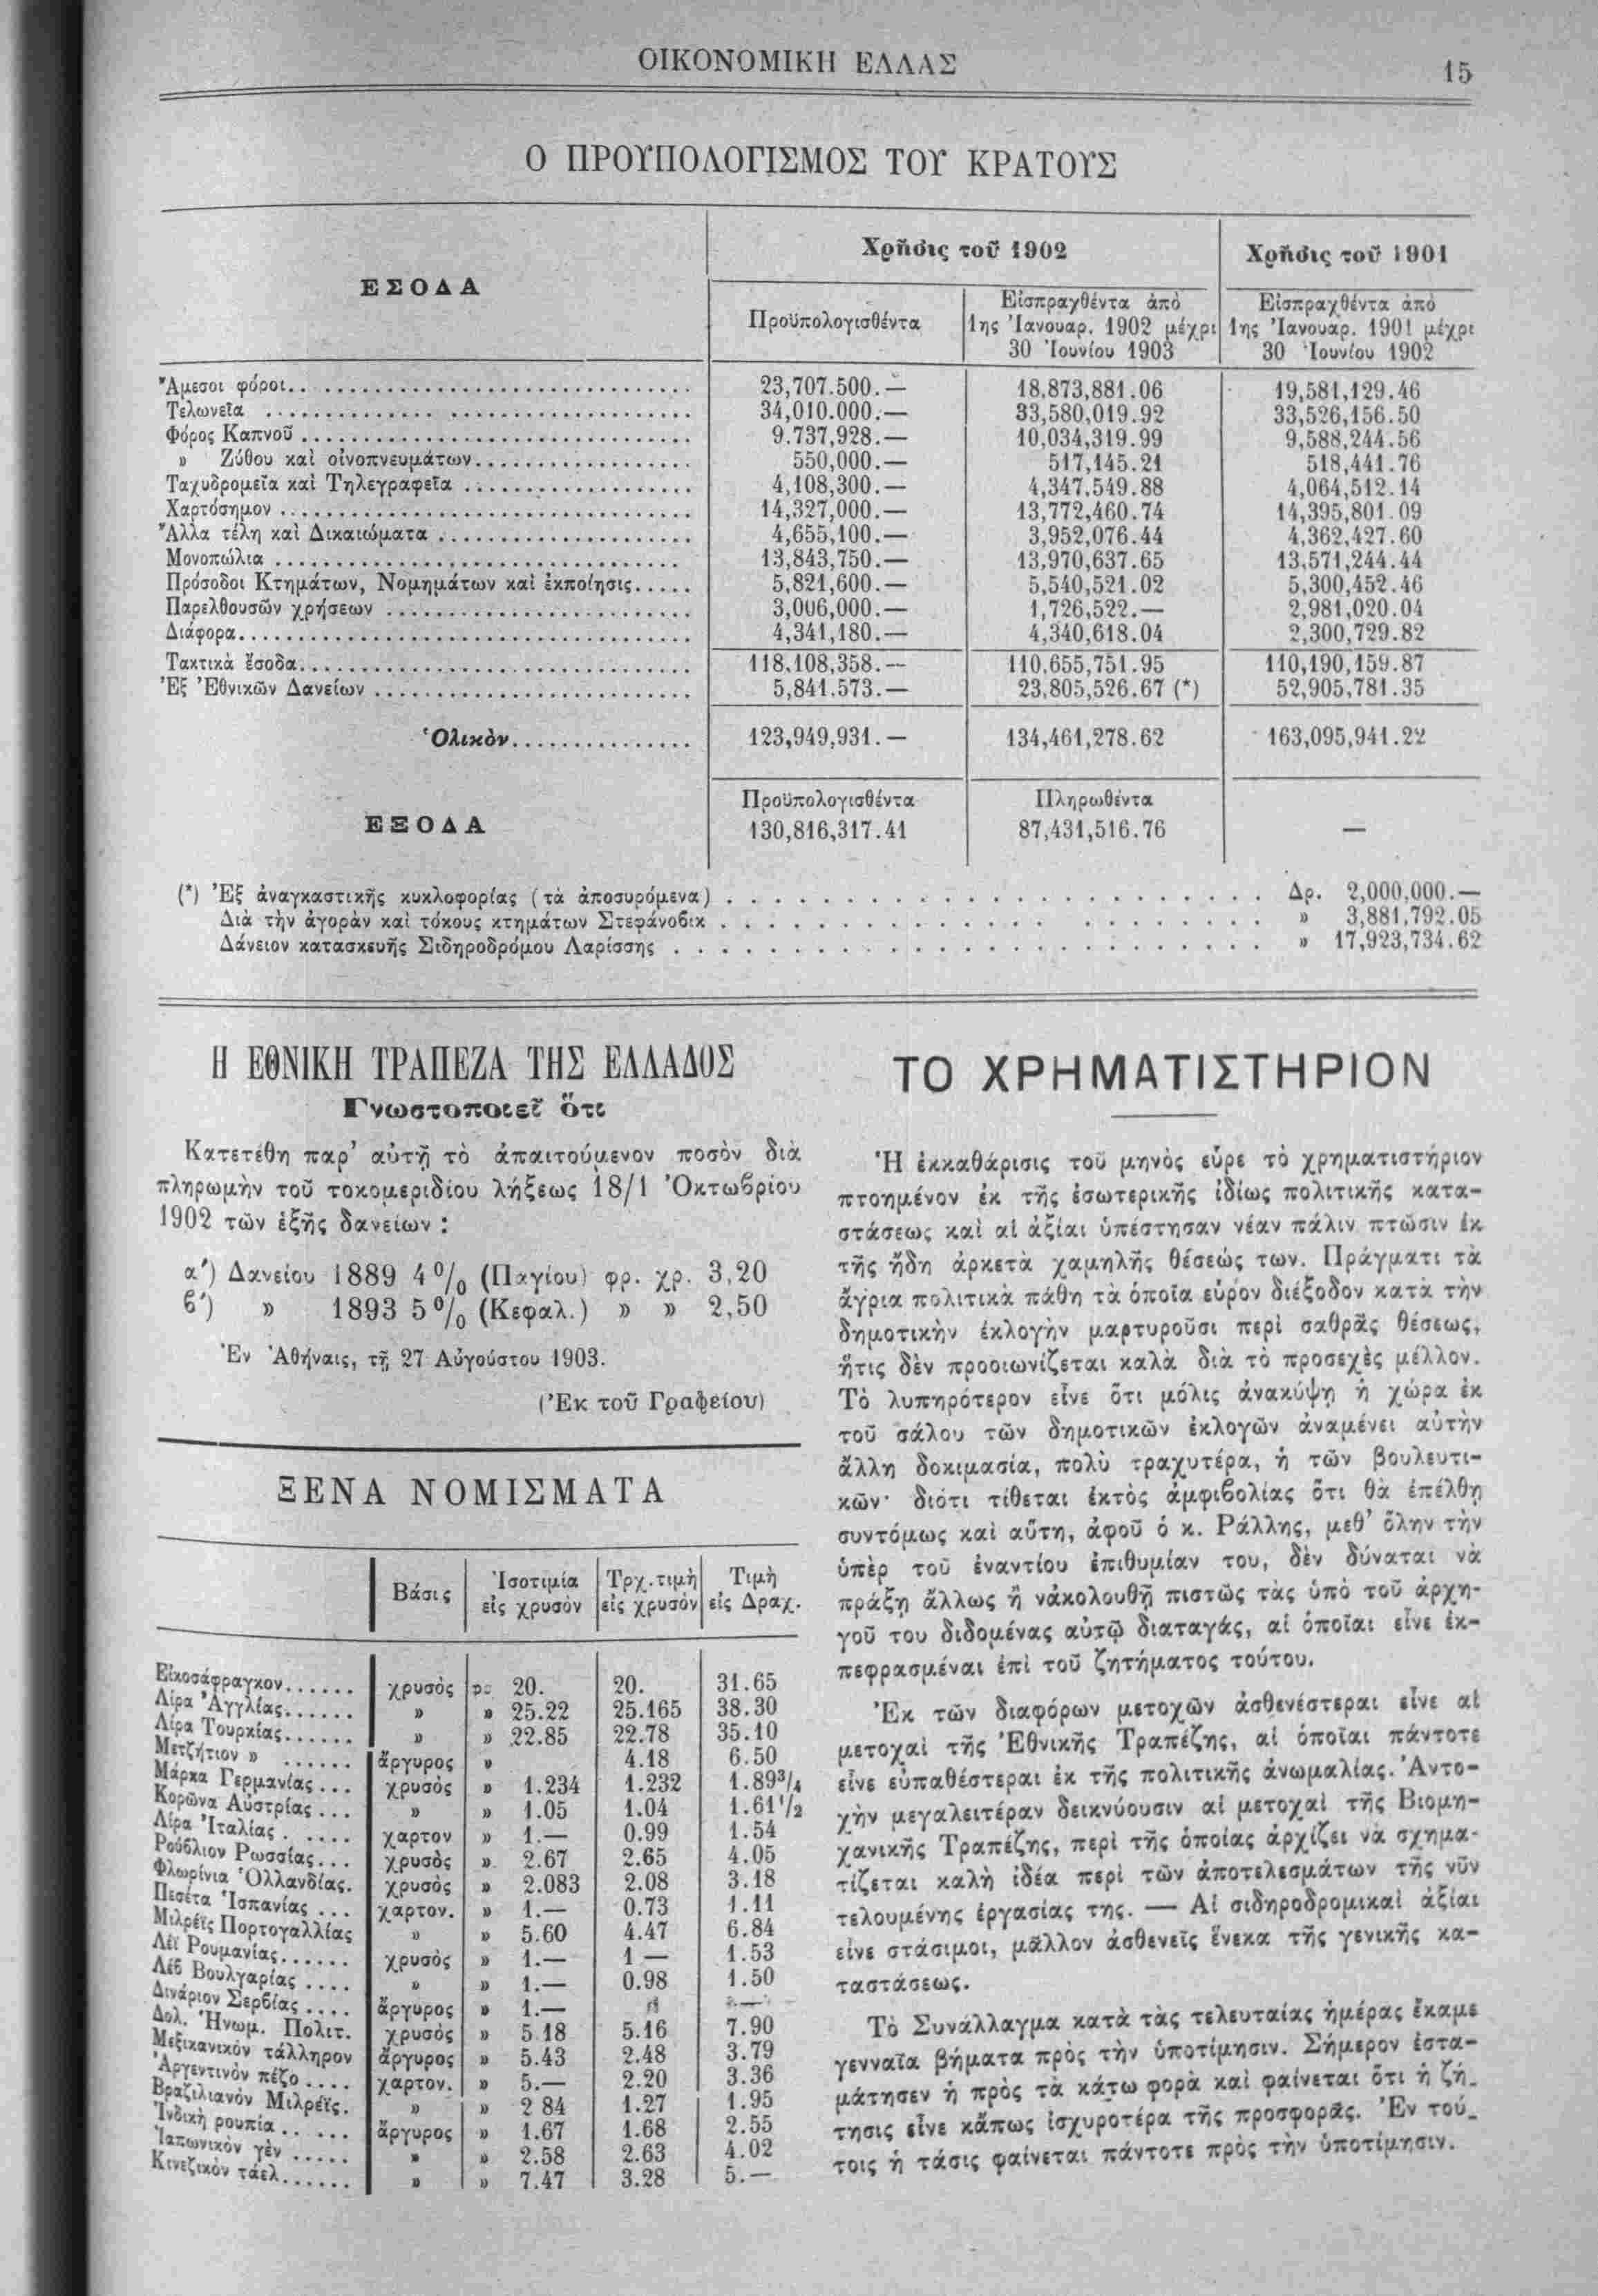 ΟΙΚΟΝΟΜΙΚΗ ΕΛΛΑΣ
15
Ο ΠΡΟΥΠΟΛΟΓΙΣΜΟΣ ΤΟΥ ΚΡΑΤΟΥΣ
ΕΣΟΔΑ
Χρῆσις τοῦ 1902
Χρῆσις τοῦ 1901
Προϋπολογισθέντα
Εἰσπραχθέντα ἀπὸ
1ης Ἰανουαρ. 1902 μέχρι
30 Ἰουνίου 1903
Εἰσπραχθέντα ἀπὸ
1ης Ἰανουαρ. 1901 μέχρι
30 Ἰουνίου 1902
Ἄμεσοι φόροι 23,707.500.— 18,873,881.06 19,581,129.46
Τελωνεῖα 34,010.000.— 33,580,019.92 33,526,156.50
Φόρος Καπνοῦ 9.737,928.— 10,034,319.99 9,588,244.56
» Ζύθου καὶ οἰνοπνευμάτων 550,000.— 517,145.21 518,441.76
Ταχυδρομεῖα καὶ Τηλεγραφεῖα 4,108,300.— 4,347.549.88 4,064,512.14
Χαρτόσημον 14,327,000.— 13,772,460.74 14,395,801.09
Ἄλλα τέλη καὶ Δικαιώματα 4,655,100.— 3,952,076.44 4,362,427.60
Μονοπώλια 13,843,750.— 13,970,637.65 13,571,244.44
Πρόσοδοι Κτημάτων, Νομημάτων καὶ ἐκποίησις 5,821,600.— 5,540,521.02 5,300,452.46
Παρελθουσῶν χρήσεων 3,006,000.— 1,726,522.— 2,981,020.04
Διάφορα 4,341,180.— 4,340,618.04 2,300,729.82
Τακτικὰ ἔσοδα 118,108,358.— 110,655,751.95 110,190,159.87
Ἐξ Ἐθνικῶν Δανείων 5,841.573.— 23,805,526.67 (*) 52,905,781.35
Ὁλικὸν 123,949,931.— 134,461,278.62 163,095,941.22
ΕΞΟΔΑ
Προϋπολογισθέντα Πληρωθέντα
130,816,317.41 87,431,516.76 —
(*) Ἐξ ἀναγκαστικῆς κυκλοφορίας (τὰ ἀποσυρόμενα) Δρ. 2,000,000.—
Διὰ τὴν ἀγορὰν καὶ τόκους κτημάτων Στεφάνοβικ » 3,881,792.05
Δάνειον κατασκευῆς Σιδηροδρόμου Λαρίσσης » 17,923,734.62
Η ΕΘΝΙΚΗ ΤΡΑΠΕΖΑ ΤΗΣ ΕΛΛΑΔΟΣ
Γνωστοποιεῖ ὅτι
Κατετέθη παρ' αὐτῇ τὸ ἀπαιτούμενον ποσὸν διὰ
πληρωμὴν τοῦ τοκομεριδίου λήξεως 18/1 Ὀκτωβρίου
1902 τῶν ἑξῆς δανείων :
α') Δανείου 1889 4% (Παγίου) φρ. χρ. 3,20
β') » 1893 5% (Κεφαλ.) » » 2,50
Ἐν Ἀθήναις, τῇ 27 Αὐγούστου 1903.
(Ἐκ τοῦ Γραφείου)
ΞΕΝΑ ΝΟΜΙΣΜΑΤΑ
Βάσις
Ἰσοτιμία
εἰς χρυσὸν
Τρχ.τιμὴ
εἰς χρυσὸν
Τιμὴ
εἰς Δραχ.
Εἰκοσάφραγκον χρυσὸς 20. 20. 31.65
Λίρα Ἀγγλίας » » 25.22 25.165 38.30
Λίρα Τουρκίας » » 22.85 22.78 35.10
Μετζήτιον » ἄργυρος » 4.18 6.50
Μάρκα Γερμανίας χρυσὸς » 1.234 1.232 1.89³/₄
Κορῶνα Αὐστρίας » » 1.05 1.04 1.61¹/₂
Λίρα Ἰταλίας χαρτον » 1.— 0.99 1.54
Ρούβλιον Ρωσσίας χρυσὸς » 2.67 2.65 4.05
Φλωρίνια Ὁλλανδίας. χρυσὸς » 2.083 2.08 3.18
Πεσέτα Ἰσπανίας χαρτον. » 1.— 0.73 1.11
Μιλρέϊς Πορτογαλλίας » » 5.60 4.47 6.84
Λέϊ Ρουμανίας χρυσὸς » 1.— 1 — 1.53
Λέβ Βουλγαρίας » » 1.— 0.98 1.50
Δινάριον Σερβίας ἄργυρος » 1.—
Δολ. Ἡνωμ. Πολιτ. χρυσὸς » 5.18 5.16 7.90
Μεξικανικὸν τάλληρον ἄργυρος » 5.43 2.48 3.79
Ἀργεντινὸν πέζο χαρτον. » 5.— 2.20 3.36
Βραζιλιανὸν Μιλρέϊς. » » 2 84 1.27 1.95
Ἰνδικὴ ρουπία ἄργυρος » 1.67 1.68 2.55
Ἰαπωνικὸν γὲν » » 2.58 2.63 4.02
Κινεζικὸν τάελ » » 7.47 3.28 5.—
ΤΟ ΧΡΗΜΑΤΙΣΤΗΡΙΟΝ
Ἡ ἐκκαθάρισις τοῦ μηνὸς εὗρε τὸ χρηματιστήριον
πτοημένον ἐκ τῆς ἐσωτερικῆς ἰδίως πολιτικῆς κατα-
στάσεως καὶ αἱ ἀξίαι ὑπέστησαν νέαν πάλιν πτῶσιν ἐκ
τῆς ἤδη ἀρκετὰ χαμηλῆς θέσεώς των. Πράγματι τὰ
ἄγρια πολιτικὰ πάθη τὰ ὁποῖα εὗρον διέξοδον κατὰ τὴν
δημοτικὴν ἐκλογὴν μαρτυροῦσι περὶ σαθρᾶς θέσεως,
ἥτις δὲν προοιωνίζεται καλὰ διὰ τὸ προσεχὲς μέλλον.
Τὸ λυπηρότερον εἶνε ὅτι μόλις ἀνακύψῃ ἡ χώρα ἐκ
τοῦ σάλου τῶν δημοτικῶν ἐκλογῶν ἀναμένει αὐτὴν
ἄλλη δοκιμασία, πολὺ τραχυτέρα, ἡ τῶν βουλευτι-
κῶν· διότι τίθεται ἐκτὸς ἀμφιβολίας ὅτι θὰ ἐπέλθῃ
συντόμως καὶ αὕτη, ἀφοῦ ὁ κ. Ράλλης, μεθ' ὅλην τὴν
ὑπὲρ τοῦ ἐναντίου ἐπιθυμίαν του, δὲν δύναται νὰ
πράξῃ ἄλλως ἢ νἀκολουθῇ πιστῶς τὰς ὑπὸ τοῦ ἀρχη-
γοῦ του διδομένας αὐτῷ διαταγάς, αἱ ὁποῖαι εἶνε ἐκ-
πεφρασμέναι ἐπὶ τοῦ ζητήματος τούτου.
Ἐκ τῶν διαφόρων μετοχῶν ἀσθενέστεραι εἶνε αἱ
μετοχαὶ τῆς Ἐθνικῆς Τραπέζης, αἱ ὁποῖαι πάντοτε
εἶνε εὐπαθέστεραι ἐκ τῆς πολιτικῆς ἀνωμαλίας. Ἀντο-
χὴν μεγαλειτέραν δεικνύουσιν αἱ μετοχαὶ τῆς Βιομη-
χανικῆς Τραπέζης, περὶ τῆς ὁποίας ἀρχίζει νὰ σχημα-
τίζεται καλὴ ἰδέα περὶ τῶν ἀποτελεσμάτων τῆς νῦν
τελουμένης ἐργασίας της. — Αἱ σιδηροδρομικαὶ ἀξίαι
εἶνε στάσιμοι, μᾶλλον ἀσθενεῖς ἕνεκα τῆς γενικῆς κα-
ταστάσεως.
Τὸ Συνάλλαγμα κατὰ τὰς τελευταίας ἡμέρας ἔκαμε
γενναῖα βήματα πρὸς τὴν ὑποτίμησιν. Σήμερον ἐστα-
μάτησεν ἡ πρὸς τὰ κάτω φορὰ καὶ φαίνεται ὅτι ἡ ζή-
τησις εἶνε κάπως ἰσχυροτέρα τῆς προσφορᾶς. Ἐν τού-
τοις ἡ τάσις φαίνεται πάντοτε πρὸς τὴν ὑποτίμησιν.